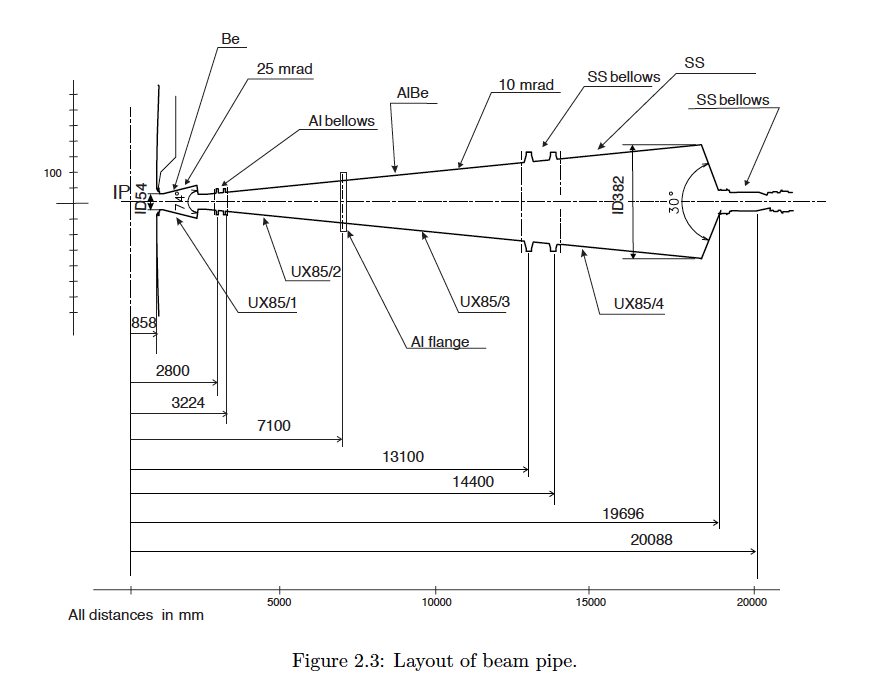 Be
25 mrad
Al bellows
AlBe
10 mrad
SS bellows
SS
SS bellows
100
IP
ID54
74°
ID382
30°
UX85/1
UX85/2
UX85/3
UX85/4
Al flange
858
2800
3224
7100
13100
14400
19696
20088
5000
10000
15000
20000
All distances in mm
Figure 2.3: Layout of beam pipe.